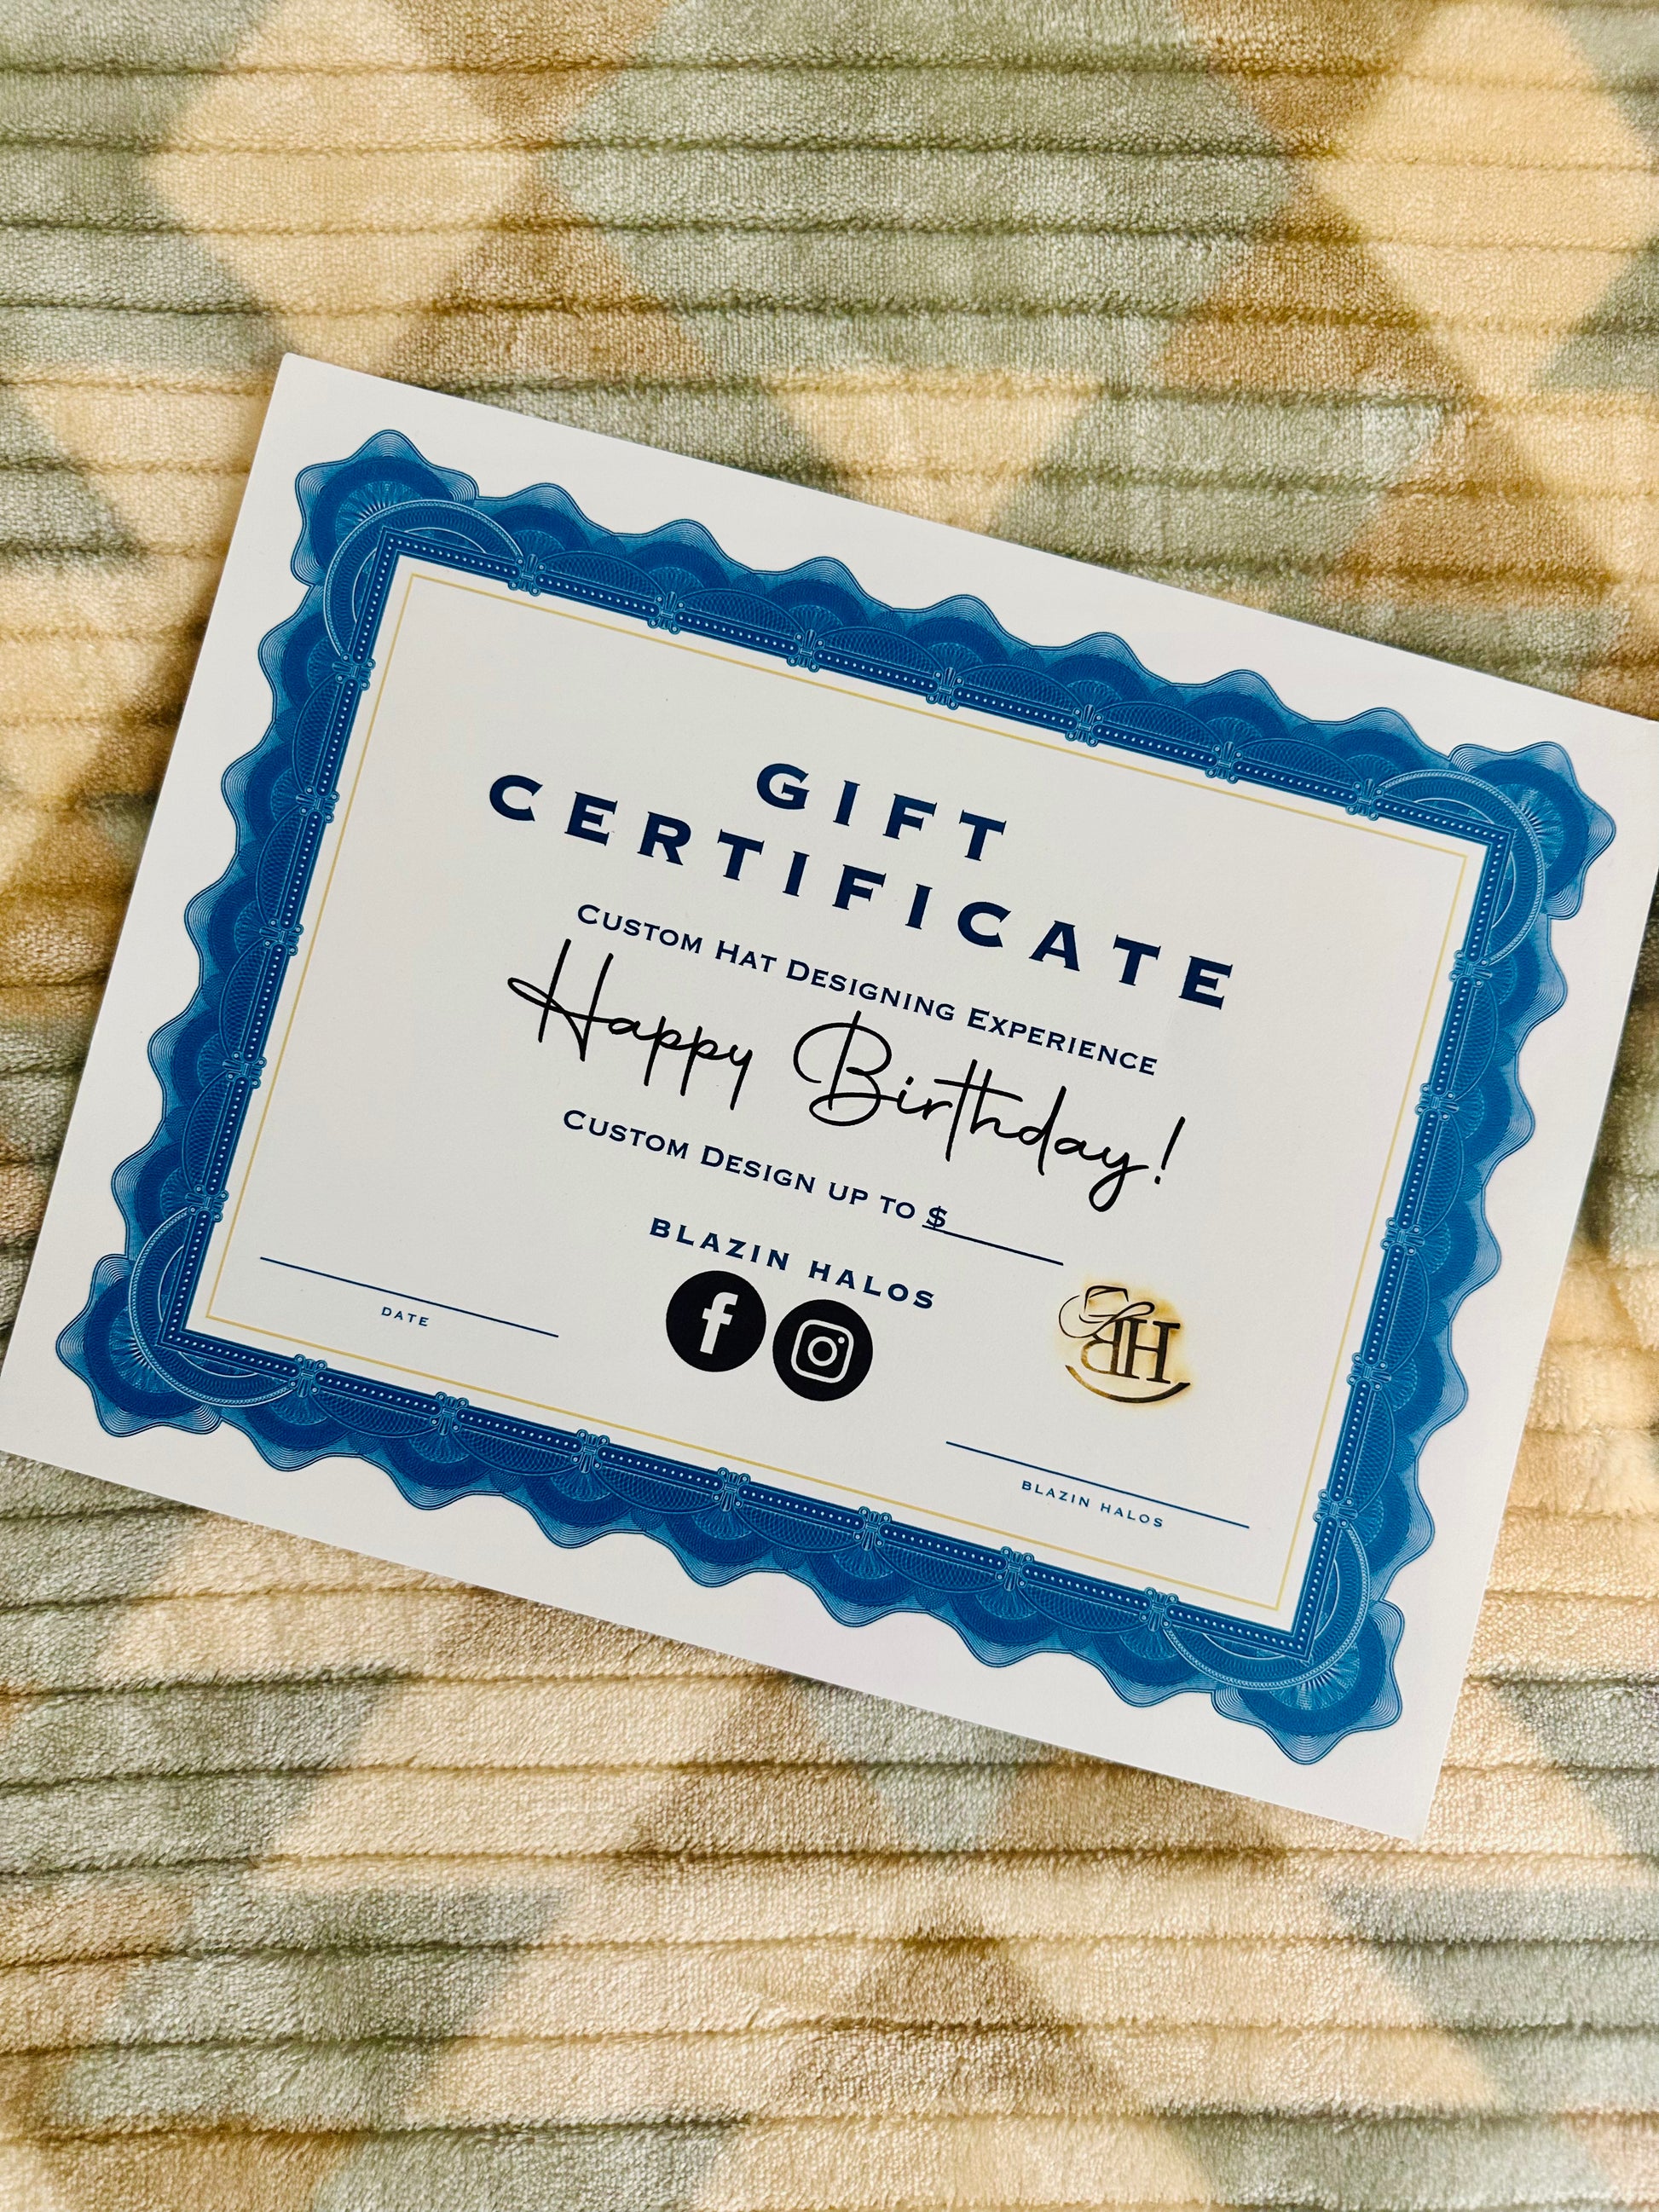 GIFT
CERTIFICATE
CUSTOM HAT DESIGNING EXPERIENCE
Happy Birthday!
CUSTOM DESIGN UP TO $
BLAZIN HALOS
DATE
BH
BLAZIN HALOS